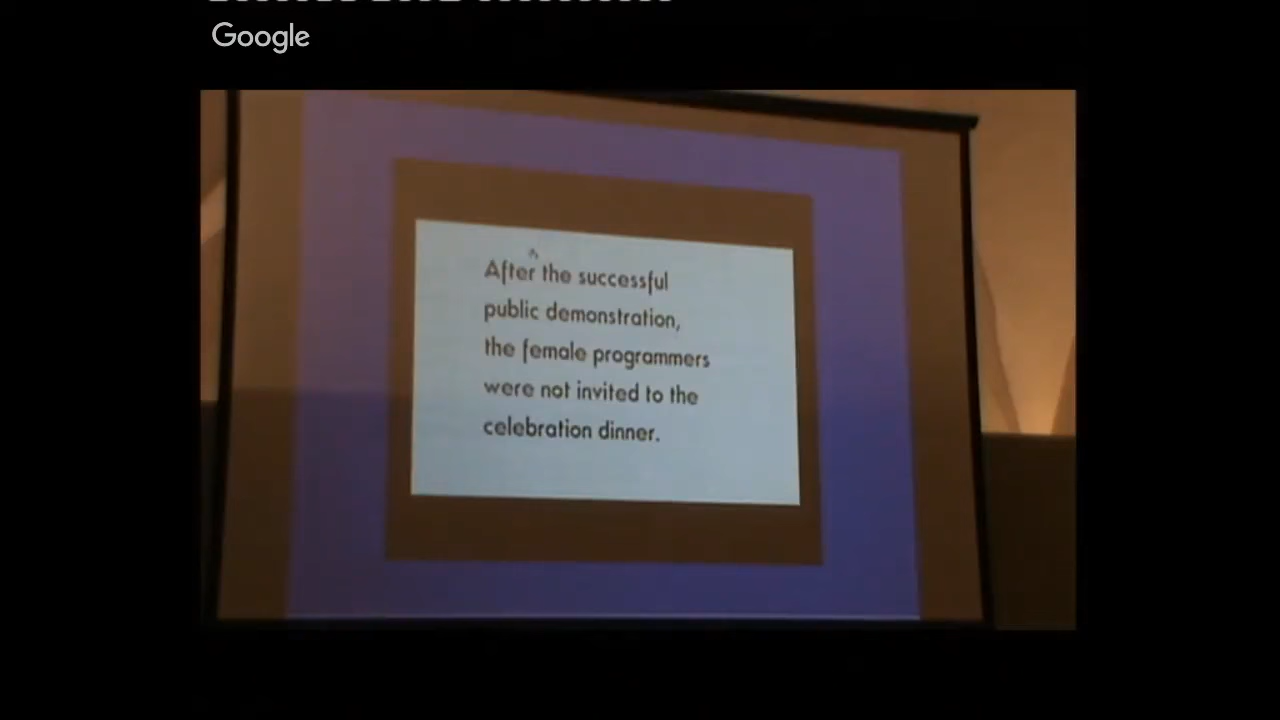 Google
After the successful
public demonstration,
the female programmers
were not invited to the
celebration dinner.